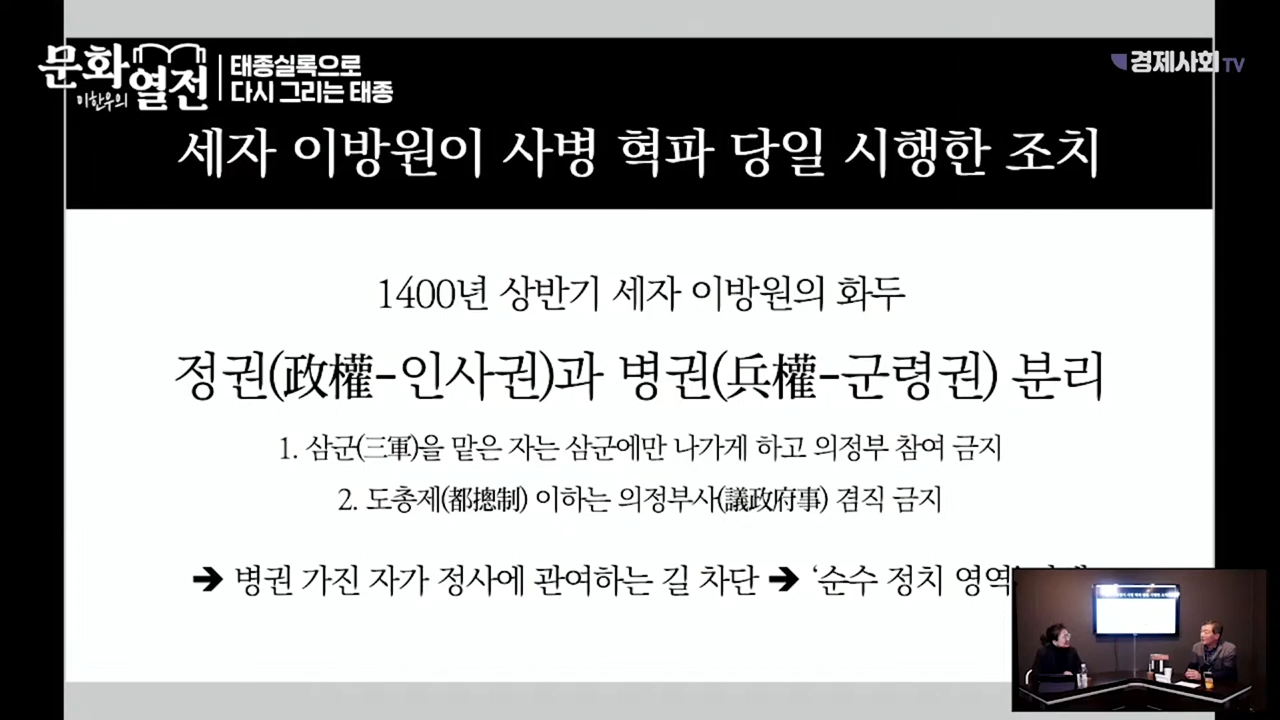 문화
이한우의 열전
태종실록으로
다시 그리는 태종
경제사회TV
세자 이방원이 사병 혁파 당일 시행한 조치
1400년 상반기 세자 이방원의 화두
정권(政權-인사권)과 병권(兵權-군령권) 분리
1. 삼군(三軍)을 맡은 자는 삼군에만 나가게 하고 의정부 참여 금지
2. 도총제(都摠制) 이하는 의정부사(議政府事) 겸직 금지
➔ 병권 가진 자가 정사에 관여하는 길 차단 ➔ ‘순수 정치 영역’